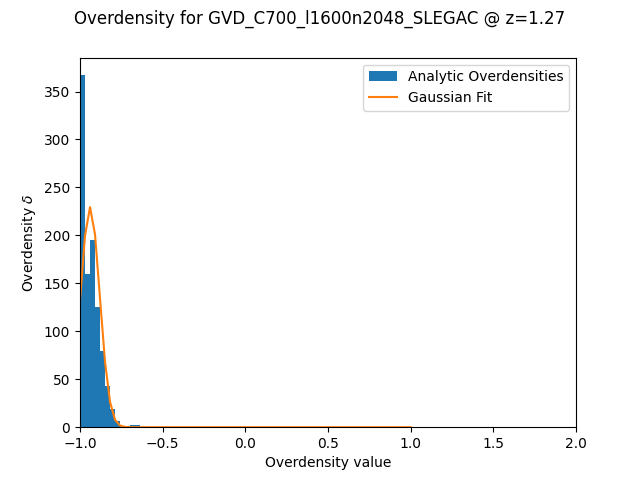 Overdensity for GVD_C700_l1600n2048_SLEGAC @ z=1.27
Analytic Overdensities
Gaussian Fit
Overdensity δ
350
300
250
200
150
100
50
0
−1.0 −0.5 0.0 0.5 1.0 1.5 2.0
Overdensity value